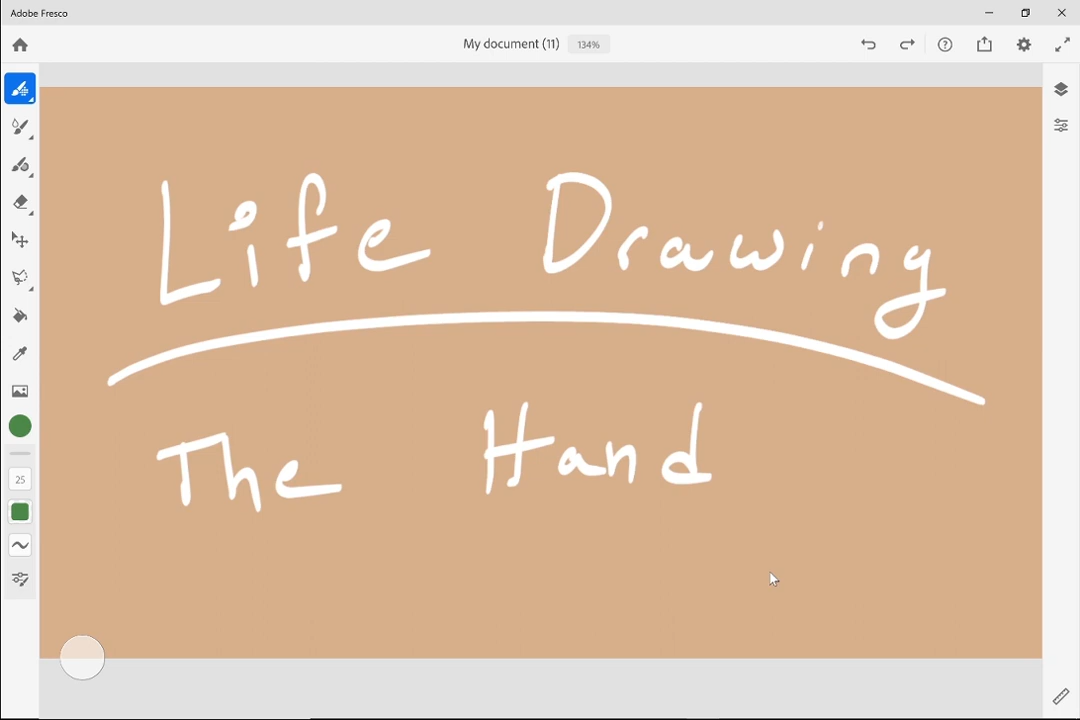 Adobe Fresco
My document (11) 134%
Life Drawing
The Hand
25